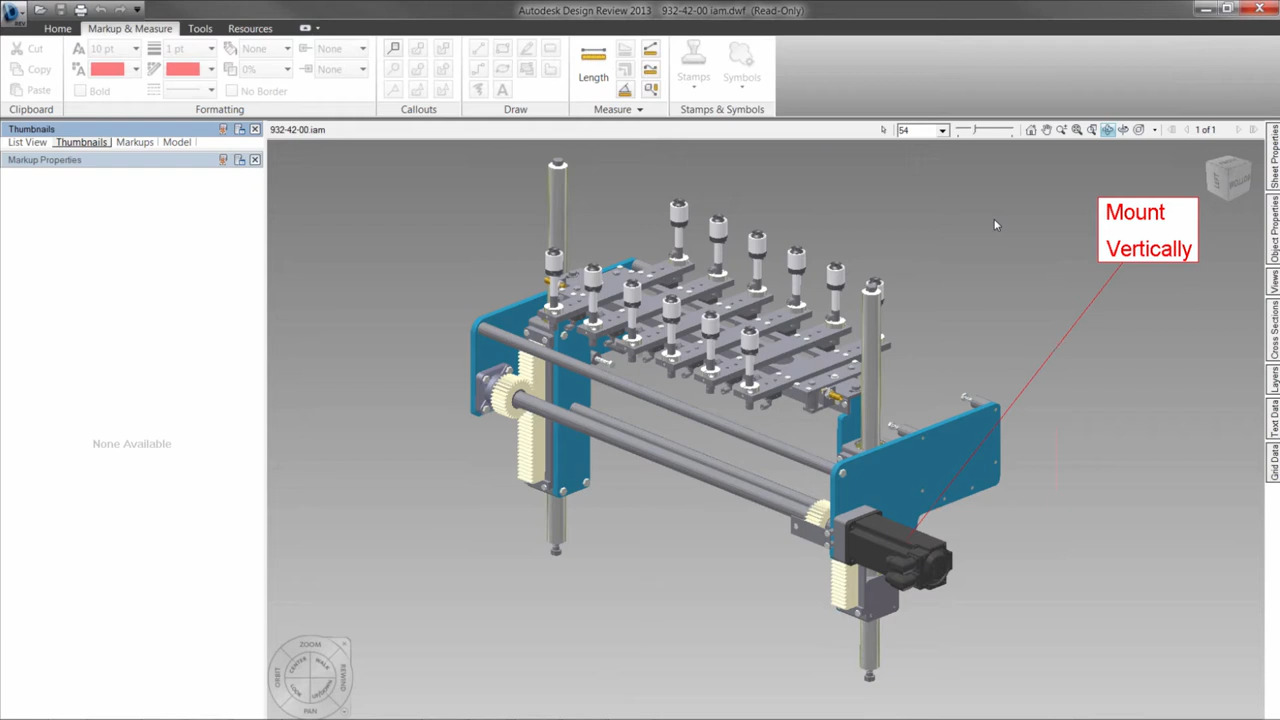 Autodesk Design Review 2013 932-42-00 iam.dwf (Read-Only)
REV
Home Markup & Measure Tools Resources
Cut
Copy
Paste
Clipboard
10 pt 1 pt None None
0% None
Bold No Border
Formatting
Callouts
A
Draw
Length
Measure
Stamps Symbols
Stamps & Symbols
Thumbnails
List View Thumbnails Markups Model
Markup Properties
None Available
932-42-00.iam
54
1 of 1
LEFT
FRONT
BOTTOM
Mount
Vertically
Sheet Properties
Object Properties
Views
Cross Sections
Layers
Text Data
Grid Data
ZOOM
CENTER
WALK
ORBIT
REWIND
LOOK
UP/DOWN
PAN